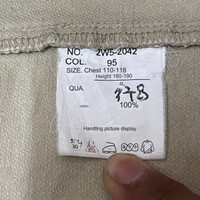 NO. 2W5-2042
COL. 95
SIZE. Chest 110-118
Height 180-190
QUA.
100%
Handling picture display